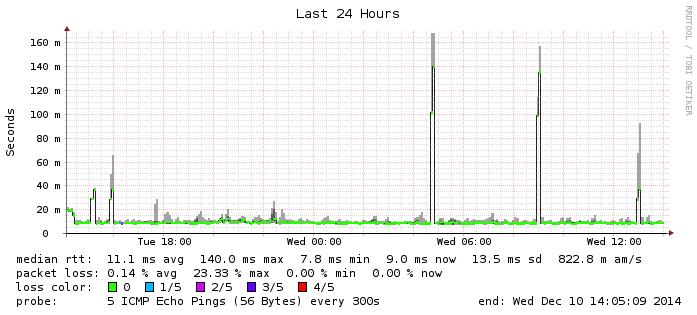 Last 24 Hours
RRDTOOL / TOBI OETIKER
Seconds
160 m
140 m
120 m
100 m
80 m
60 m
40 m
20 m
0
Tue 18:00 Wed 00:00 Wed 06:00 Wed 12:00
median rtt: 11.1 ms avg 140.0 ms max 7.8 ms min 9.0 ms now 13.5 ms sd 822.8 m am/s
packet loss: 0.14 % avg 23.33 % max 0.00 % min 0.00 % now
loss color: 0 1/5 2/5 3/5 4/5
probe: 5 ICMP Echo Pings (56 Bytes) every 300s end: Wed Dec 10 14:05:09 2014